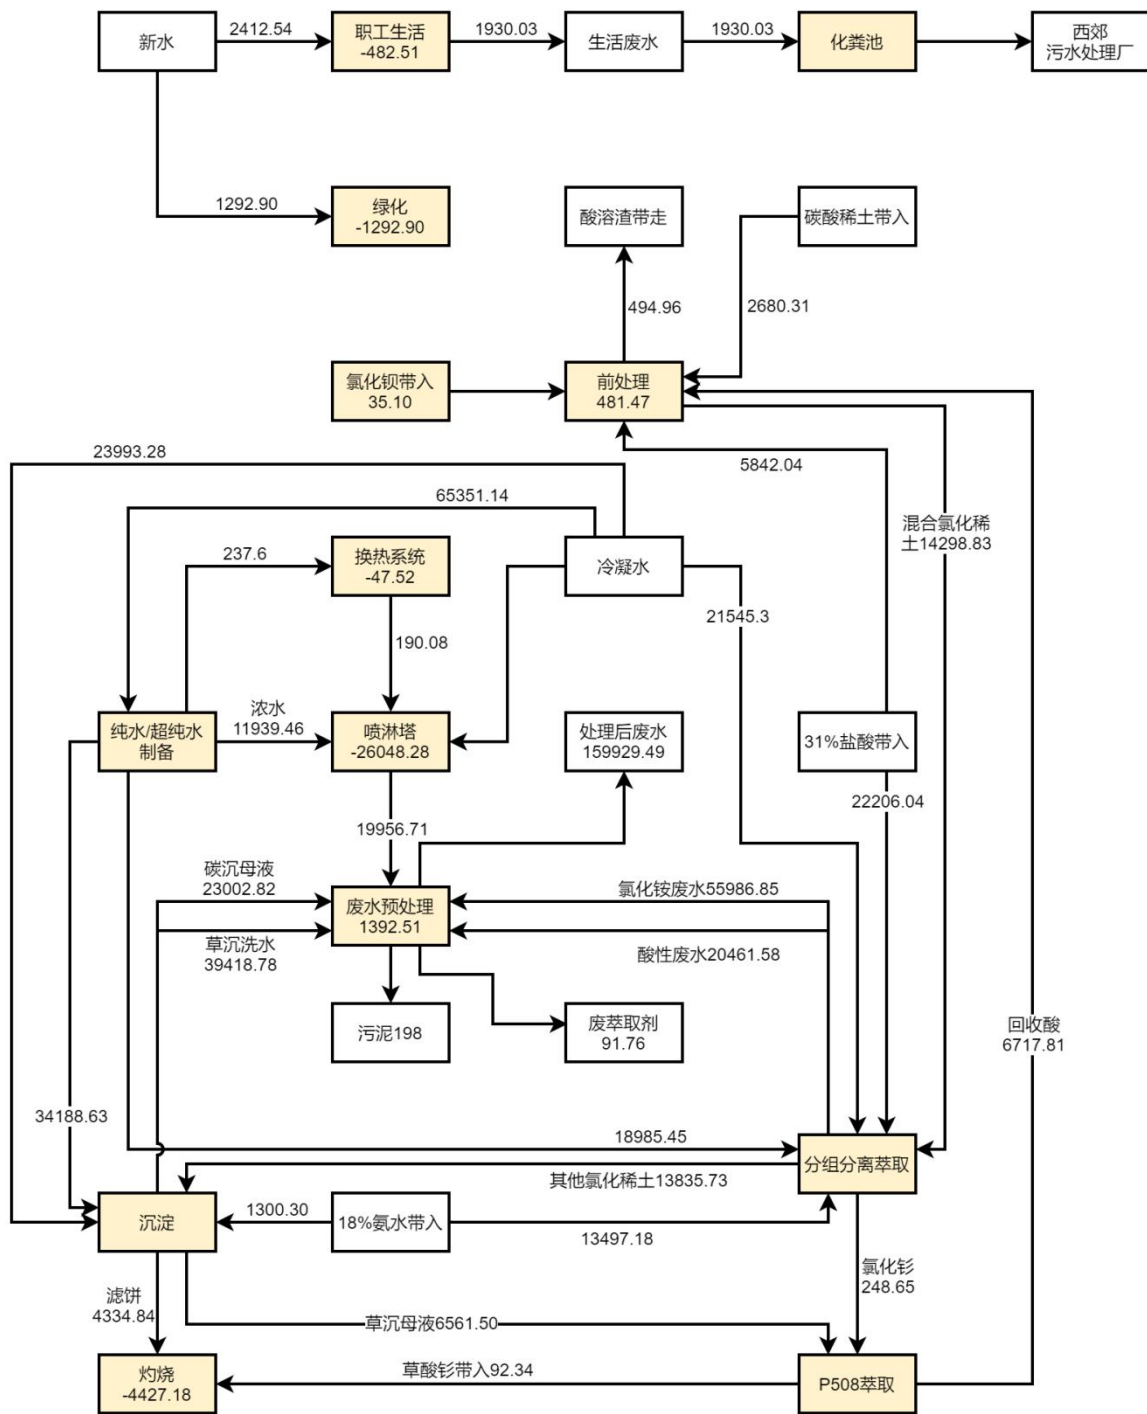 2412.54
1930.03
1930.03
新水
职工生活
-482.51
生活废水
化粪池
西郊
污水处理厂
1292.90
绿化
-1292.90
酸溶渣带走
碳酸稀土带入
494.96
2680.31
氯化钡带入
35.10
前处理
481.47
23993.28
5842.04
65351.14
混合氯化稀
土14298.83
237.6
换热系统
-47.52
冷凝水
21545.3
190.08
浓水
11939.46
纯水/超纯水
制备
喷淋塔
-26048.28
处理后废水
159929.49
31%盐酸带入
22206.04
19956.71
碳沉母液
23002.82
氯化铵废水55986.85
废水预处理
1392.51
草沉洗水
39418.78
酸性废水20461.58
污泥198
废萃取剂
91.76
回收酸
6717.81
34188.63
18985.45
分组分离萃取
其他氯化稀土13835.73
沉淀
1300.30
18%氨水带入
13497.18
氯化钐
248.65
滤饼
4334.84
草沉母液6561.50
灼烧
-4427.18
草酸钐带入92.34
P508萃取